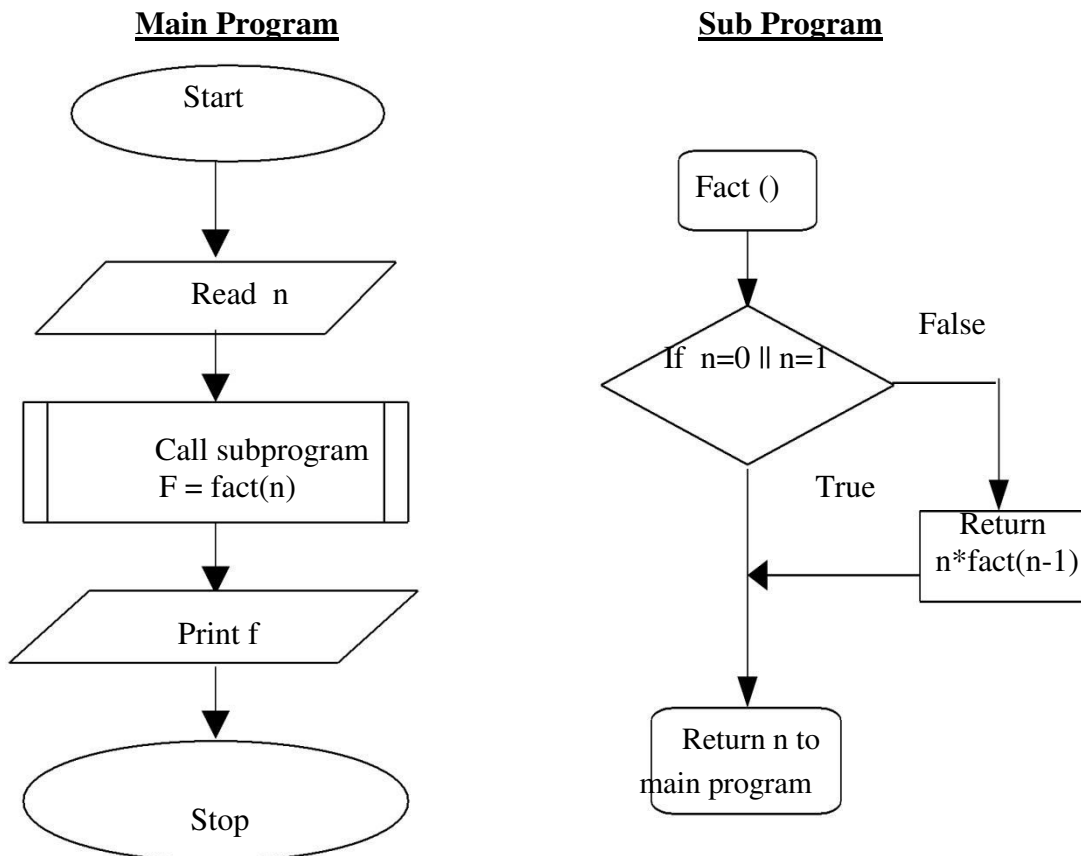 Main Program
Start
Read n
Call subprogram
F = fact(n)
Print f
Stop
Sub Program
Fact ()
If n=0 || n=1
False
True
Return
n*fact(n-1)
Return n to
main program